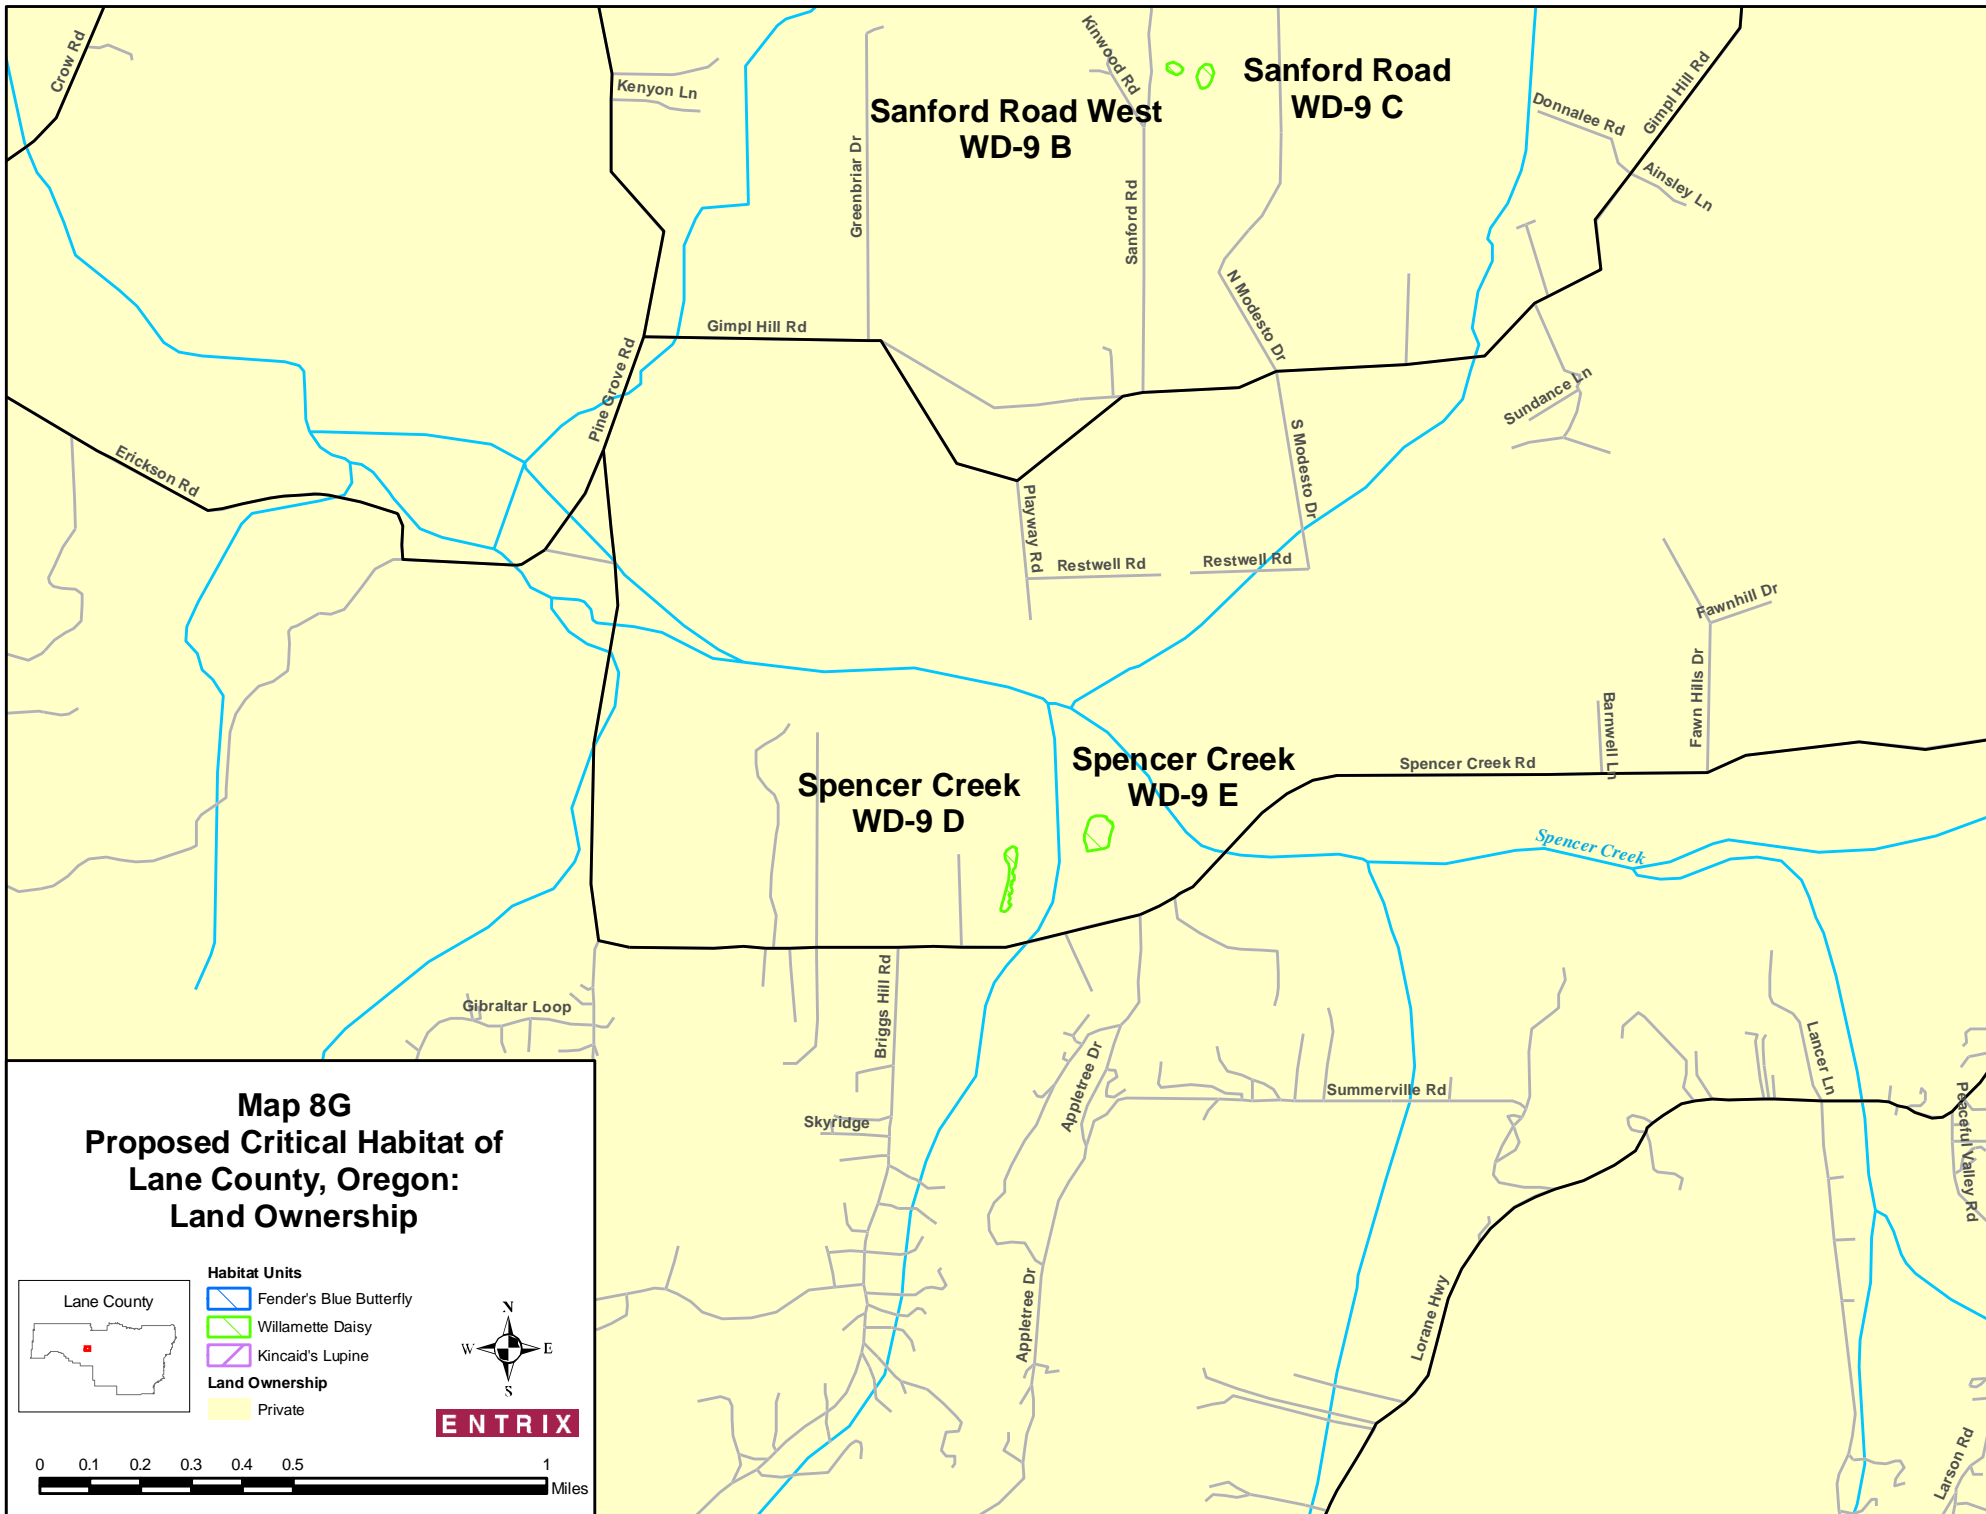 Crow Rd
Kenyon Ln
Kinwood Rd
Sanford Road
WD-9 C
Sanford Road West
WD-9 B
Gimpl Hill Rd
Donnalee Rd
Ainsley Ln
Greenbriar Dr
Sanford Rd
N Modesto Dr
Gimpl Hill Rd
Pine Grove Rd
Sundance Ln
Erickson Rd
S Modesto Dr
Playway Rd
Restwell Rd
Restwell Rd
Fawnhill Dr
Fawn Hills Dr
Barnwell Ln
Spencer Creek
WD-9 E
Spencer Creek Rd
Spencer Creek
WD-9 D
Spencer Creek
Gibraltar Loop
Briggs Hill Rd
Appletree Dr
Summerville Rd
Lancer Ln
Peaceful Valley Rd
Skyridge
Appletree Dr
Lorane Hwy
Larson Rd
Map 8G
Proposed Critical Habitat of
Lane County, Oregon:
Land Ownership
Lane County
Habitat Units
Fender's Blue Butterfly
Willamette Daisy
Kincaid's Lupine
Land Ownership
Private
N
W E
S
ENTRIX
0 0.1 0.2 0.3 0.4 0.5 1
Miles